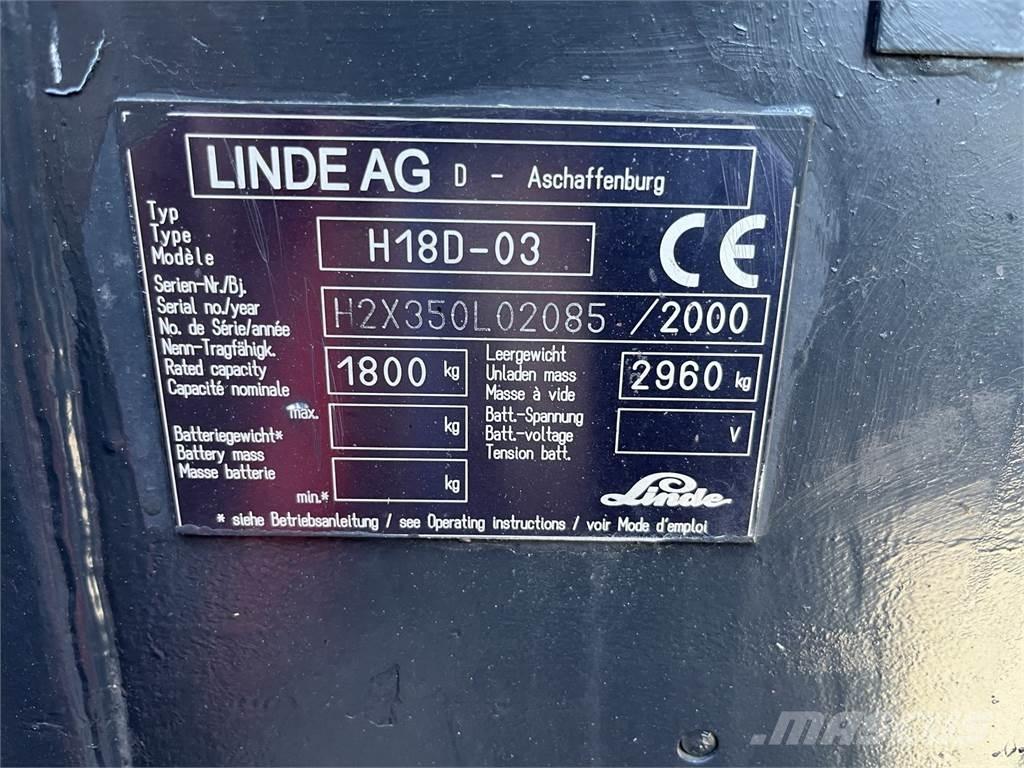 LINDE AG D - Aschaffenburg
Typ
Type
Modèle
H18D-03
CE
Serien-Nr./Bj.
Serial no./year
No. de Série/année
H2X350L02085 /2000
Nenn-Tragfähigk.
Rated capacity
Capacité nominale
1800 kg
Leergewicht
Unladen mass
Masse à vide
2960 kg
max.
kg
Batteriegewicht*
Battery mass
Masse batterie
min.*
kg
Batt.-Spannung
Batt.-voltage
Tension batt.
V
Linde
* siehe Betriebsanleitung / see Operating instructions / voir Mode d'emploi
MASCUS